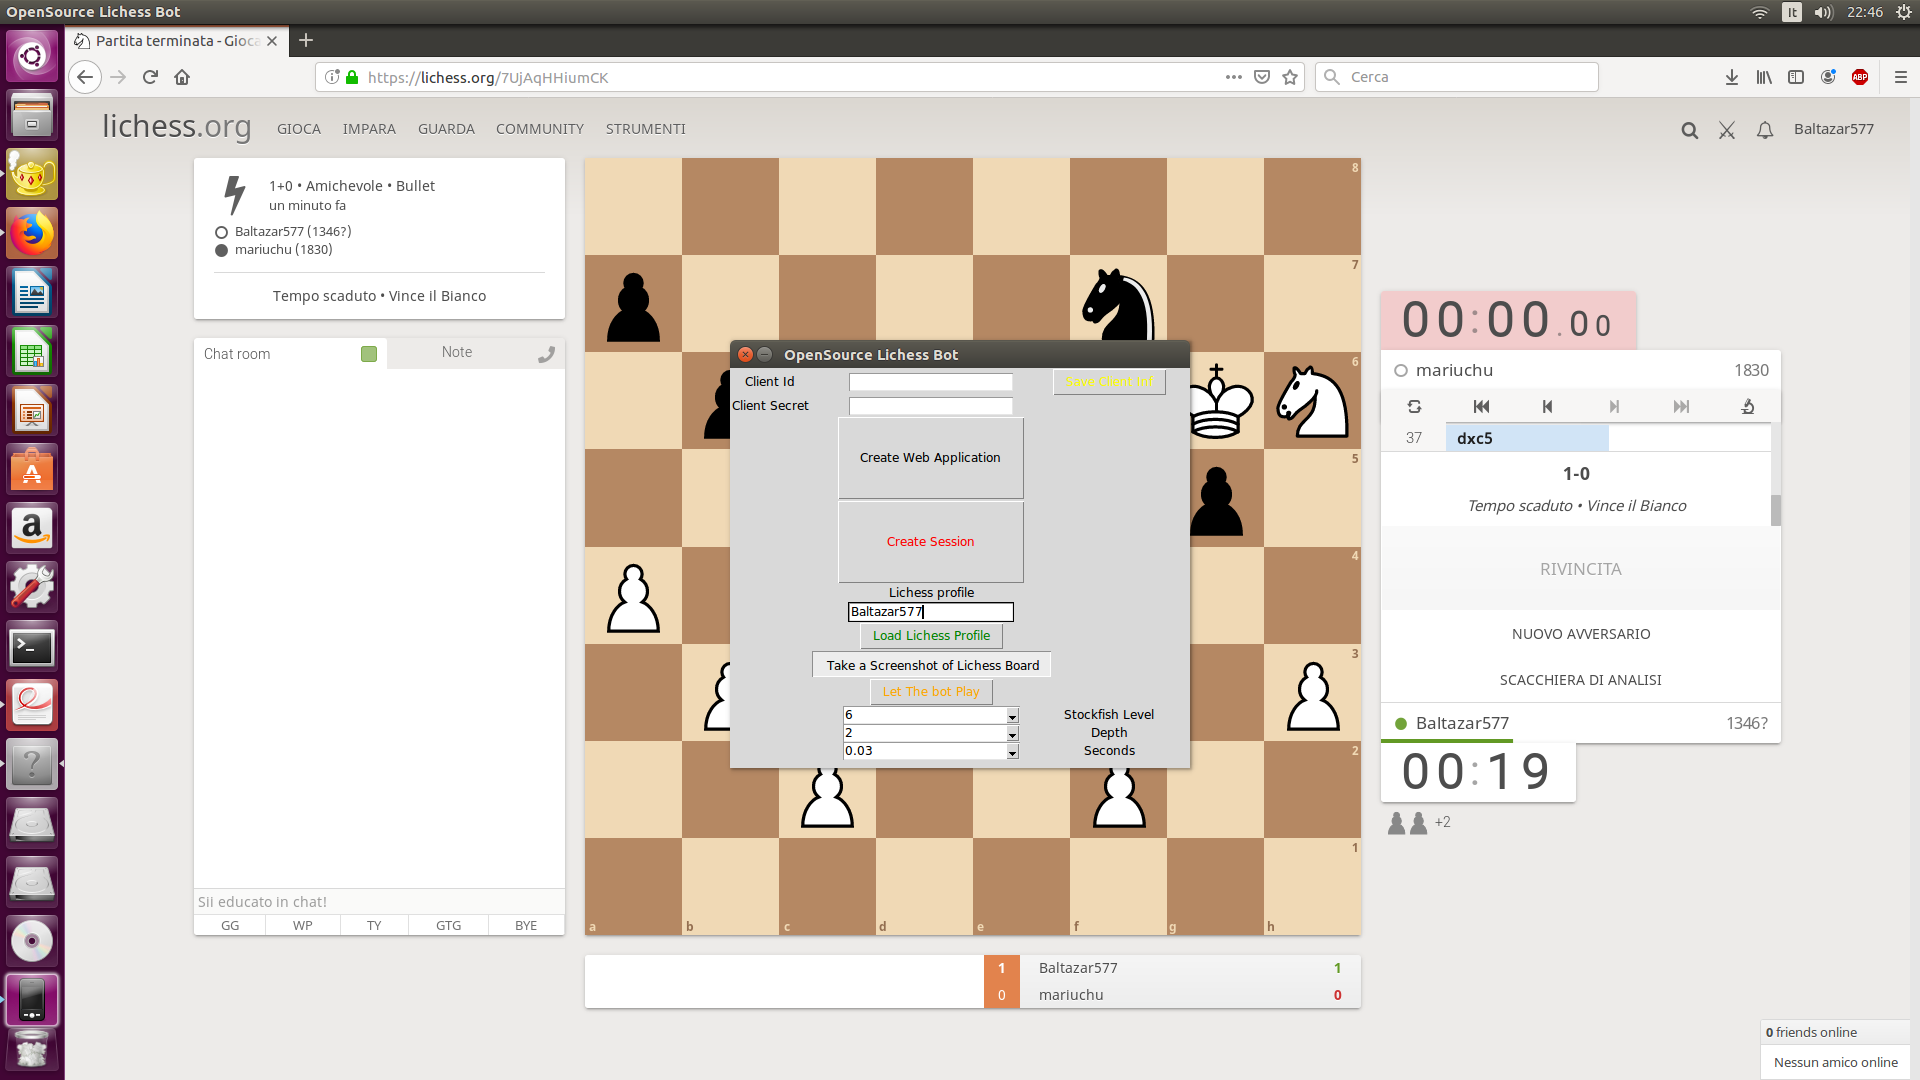 OpenSource Lichess Bot
It
22:46
Partita terminata - Gioca
https://lichess.org/7UjAqHHiumCK
Cerca
ABP
lichess.org
GIOCA
IMPARA
GUARDA
COMMUNITY
STRUMENTI
Baltazar577
1+0 • Amichevole • Bullet
un minuto fa
Baltazar577 (1346?)
mariuchu (1830)
Tempo scaduto • Vince il Bianco
Chat room
Note
Sii educato in chat!
GG
WP
TY
GTG
BYE
8
7
6
5
4
3
2
1
a
b
c
d
e
f
g
h
OpenSource Lichess Bot
Client Id
Save Client Inf
Client Secret
Create Web Application
Create Session
Lichess profile
Baltazar577
Load Lichess Profile
Take a Screenshot of Lichess Board
Let The bot Play
6
Stockfish Level
2
Depth
0.03
Seconds
00:00.00
mariuchu
1830
37
dxc5
1-0
Tempo scaduto • Vince il Bianco
RIVINCITA
NUOVO AVVERSARIO
SCACCHIERA DI ANALISI
Baltazar577
1346?
00:19
+2
1 Baltazar577 1
0 mariuchu 0
0 friends online
Nessun amico online